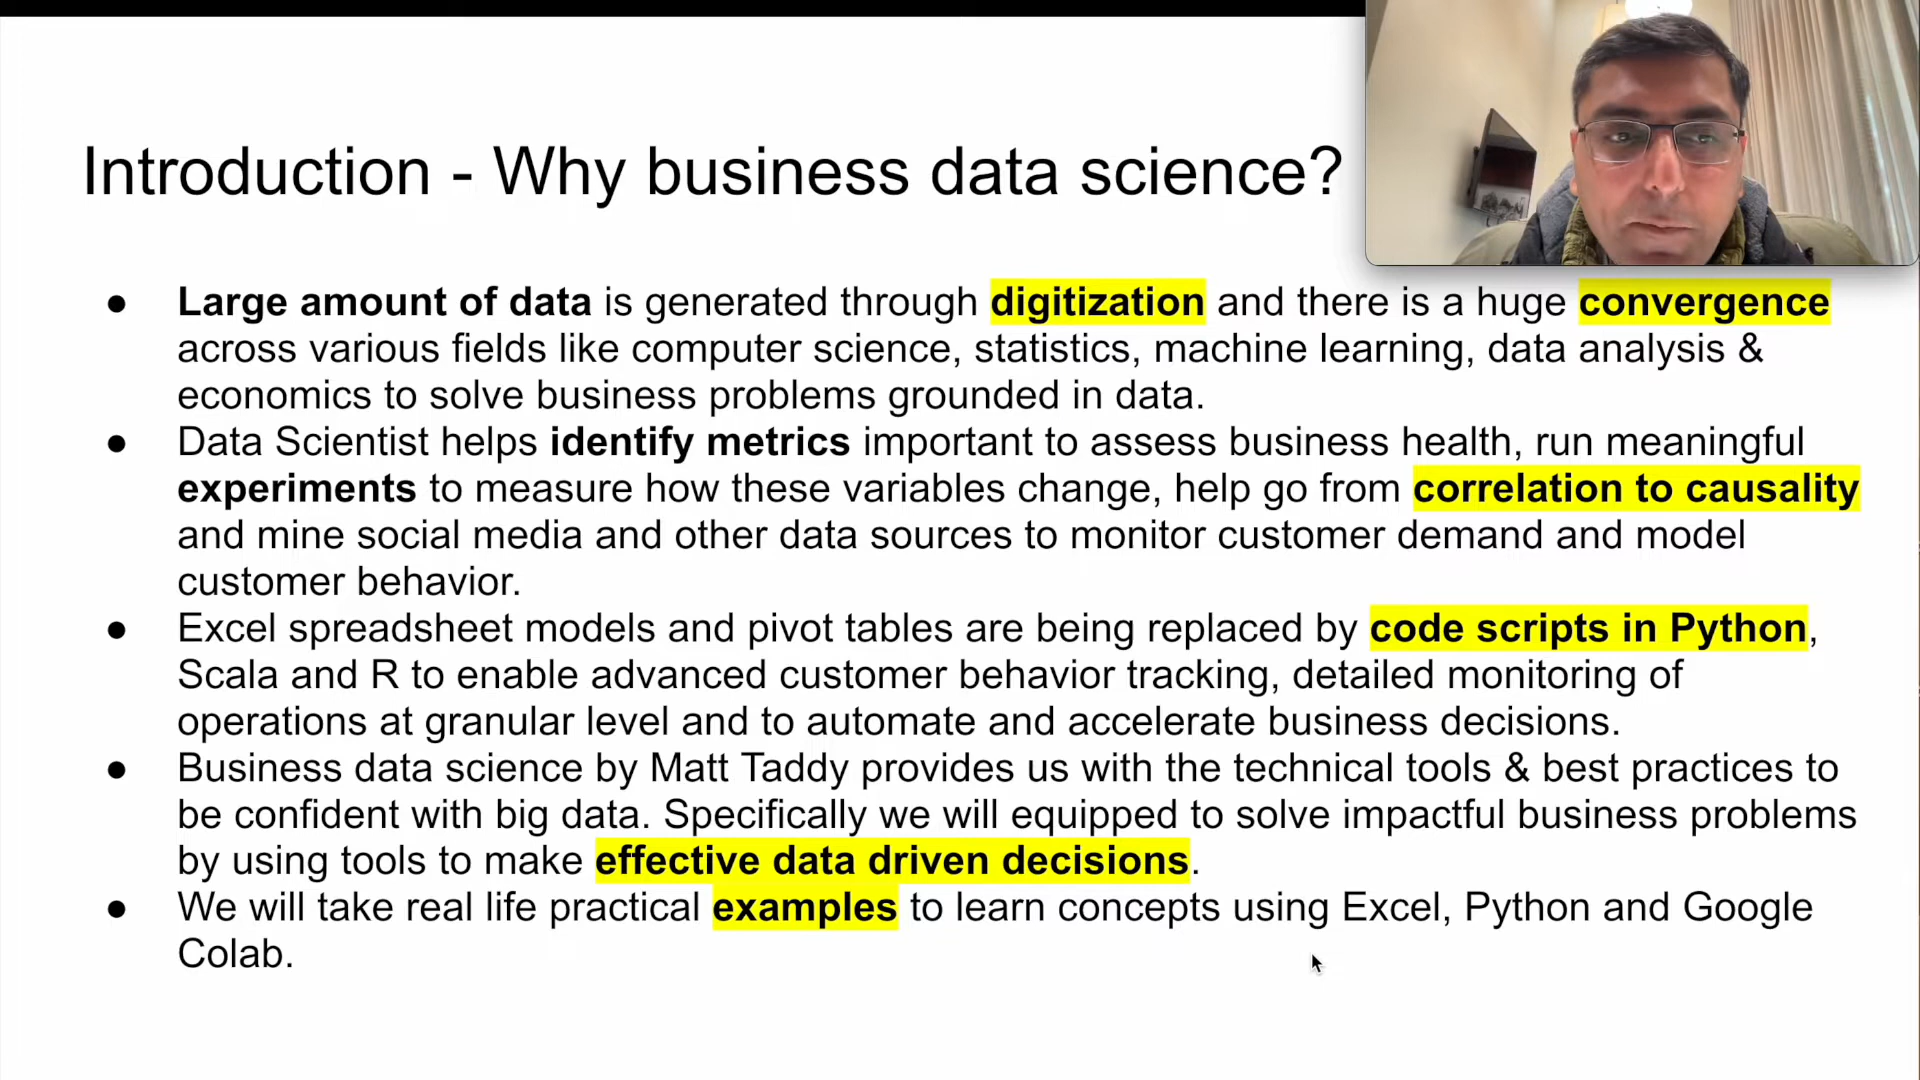 Introduction - Why business data science?
● Large amount of data is generated through digitization and there is a huge convergence
across various fields like computer science, statistics, machine learning, data analysis &
economics to solve business problems grounded in data.
● Data Scientist helps identify metrics important to assess business health, run meaningful
experiments to measure how these variables change, help go from correlation to causality
and mine social media and other data sources to monitor customer demand and model
customer behavior.
● Excel spreadsheet models and pivot tables are being replaced by code scripts in Python,
Scala and R to enable advanced customer behavior tracking, detailed monitoring of
operations at granular level and to automate and accelerate business decisions.
● Business data science by Matt Taddy provides us with the technical tools & best practices to
be confident with big data. Specifically we will equipped to solve impactful business problems
by using tools to make effective data driven decisions.
● We will take real life practical examples to learn concepts using Excel, Python and Google
Colab.